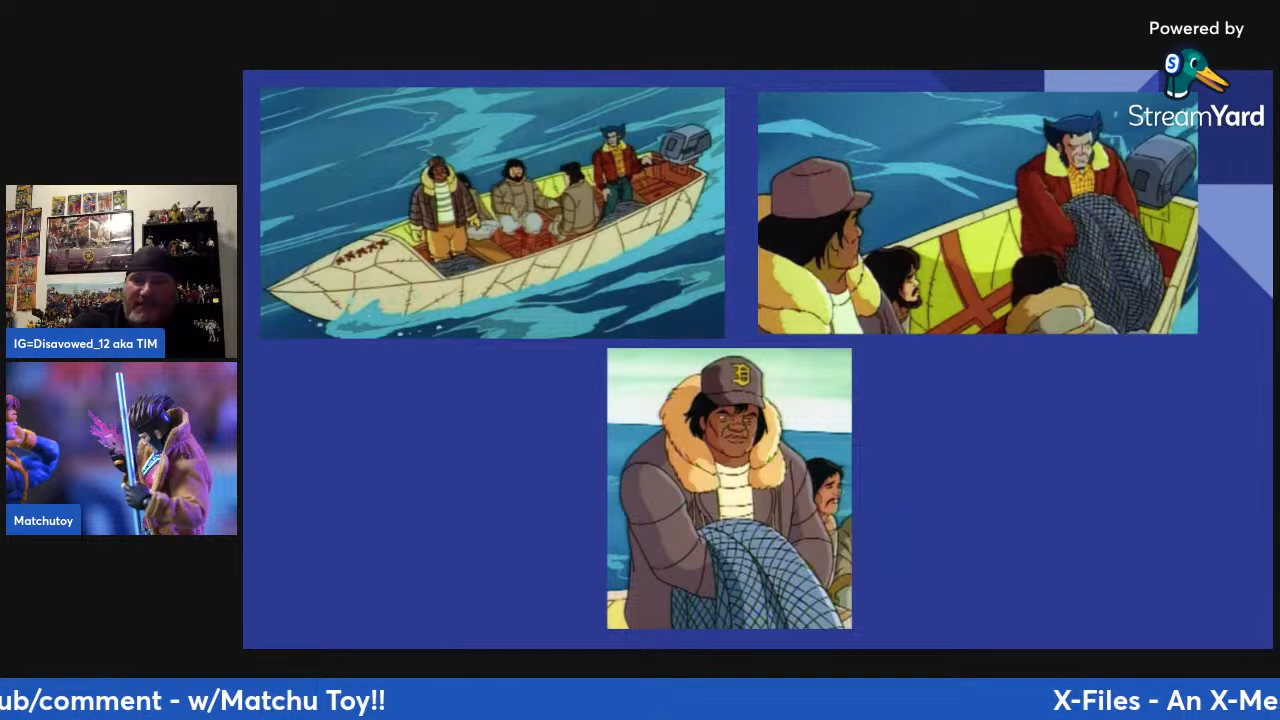 Powered by
StreamYard
IG=Disavowed_12 aka TIM
D
Matchutoy
ub/comment - w/Matchu Toy!!
X-Files - An X-Me